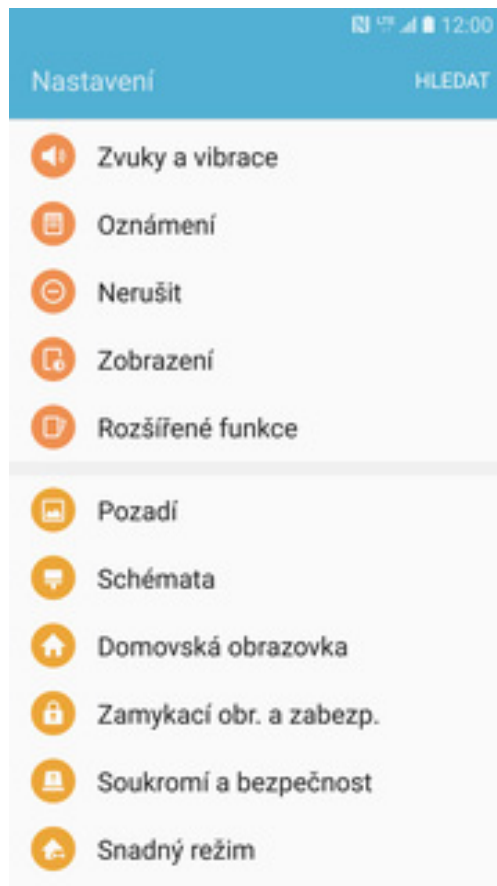 12:00
Nastavení HLEDAT
Zvuky a vibrace
Oznámení
Nerušit
Zobrazení
Rozšířené funkce
Pozadí
Schémata
Domovská obrazovka
Zamykací obr. a zabezp.
Soukromí a bezpečnost
Snadný režim